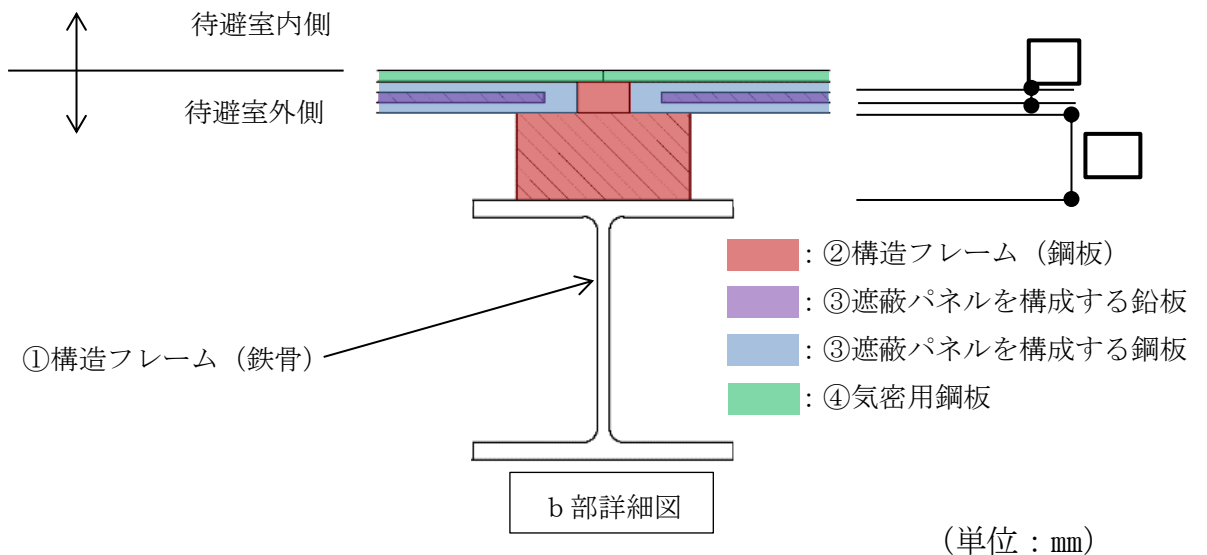 待避室内側
待避室外側
：②構造フレーム（鋼板）
：③遮蔽パネルを構成する鉛板
：③遮蔽パネルを構成する鋼板
：④気密用鋼板
①構造フレーム（鉄骨）
ｂ部詳細図
（単位：㎜）